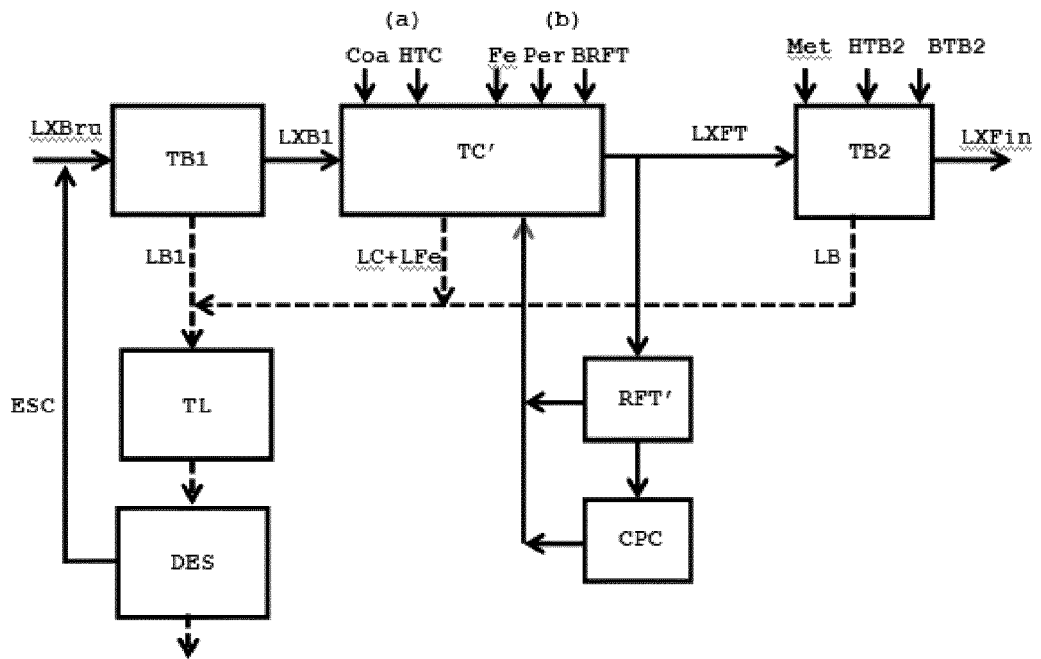 (a) (b)
Coa HTC Fe Per BRFT Met HTB2 BTB2
LXBru TB1 LXB1 TC' LXFT TB2 LXFin
LB1 LC+LFe LB
ESC TL RFT'
DES CPC